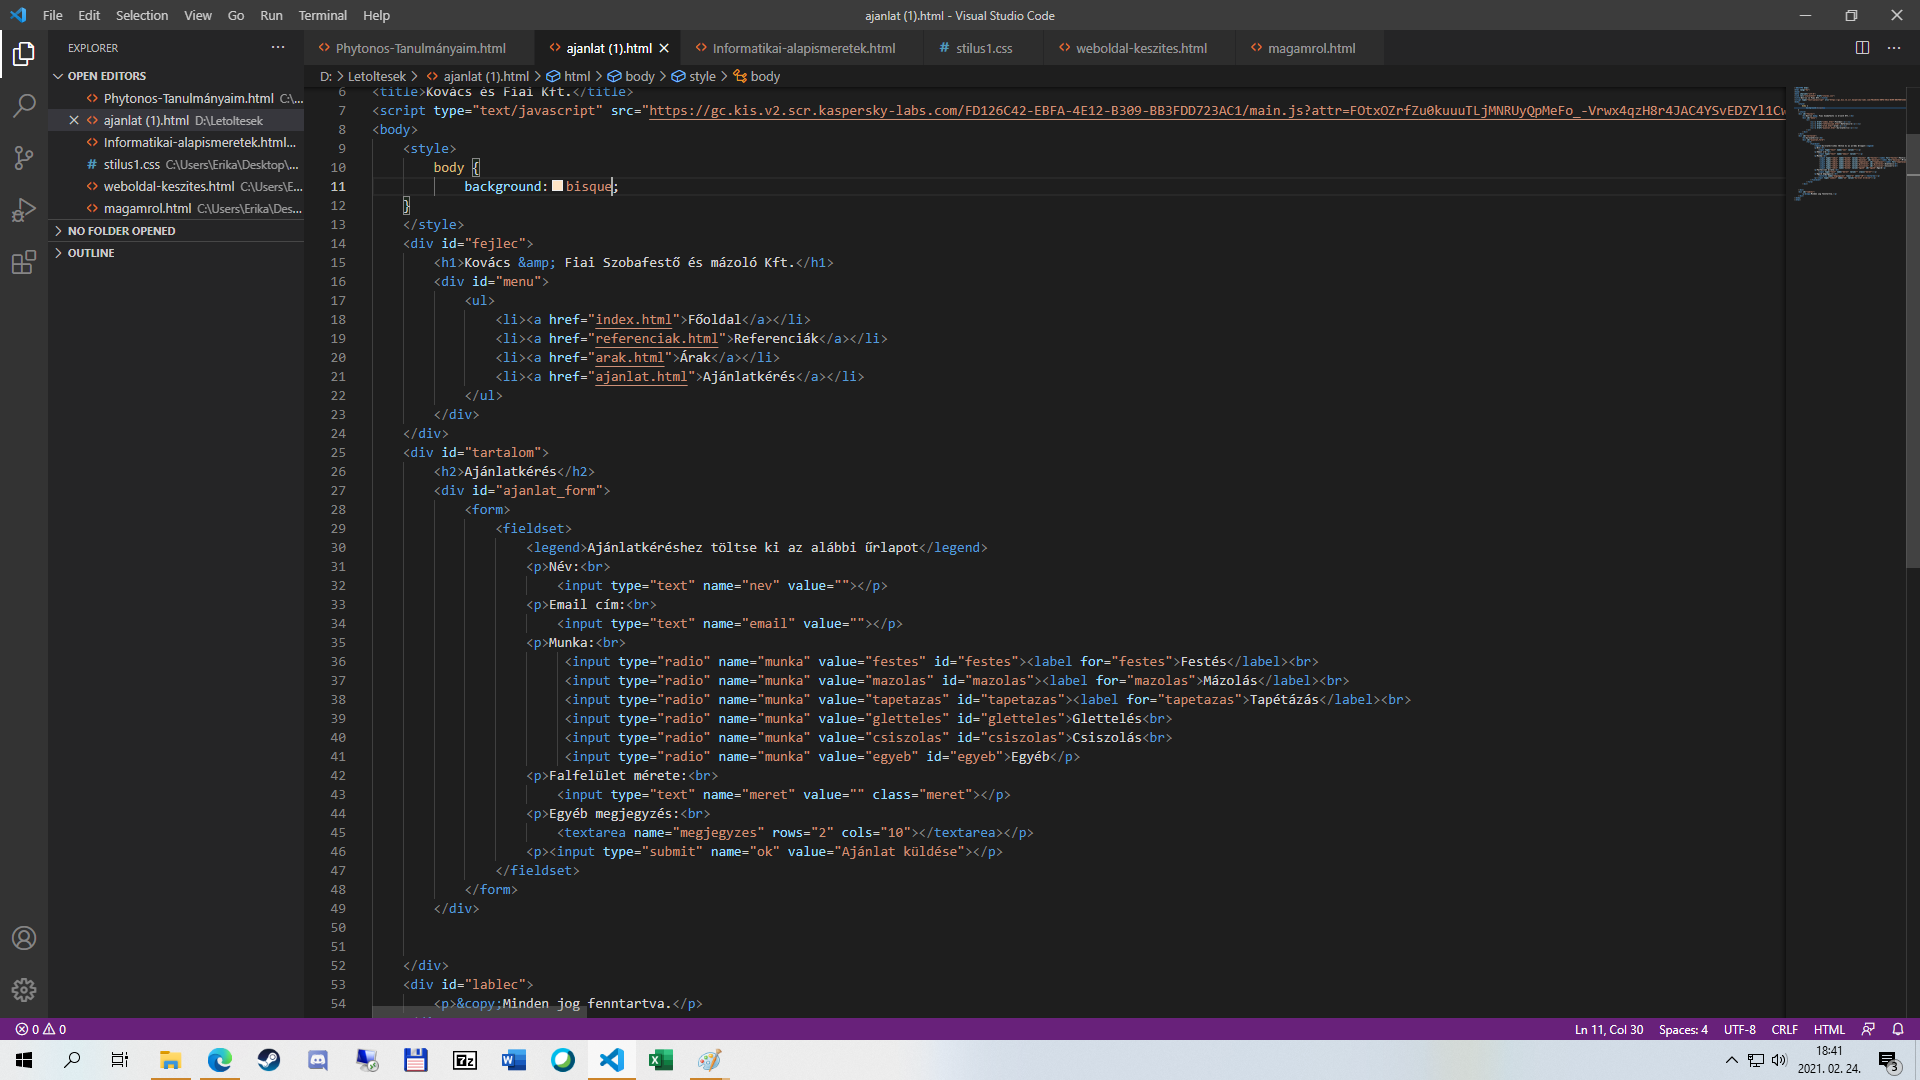 File Edit Selection View Go Run Terminal Help
ajanlat (1).html - Visual Studio Code
EXPLORER
OPEN EDITORS
Phytonos-Tanulmányaim.html C:\...
ajanlat (1).html D:\Letoltesek
Informatikai-alapismeretek.html...
stilus1.css C:\Users\Erika\Desktop\...
weboldal-keszites.html C:\Users\E...
magamrol.html C:\Users\Erika\Des...
NO FOLDER OPENED
OUTLINE
Phytonos-Tanulmányaim.html ajanlat (1).html Informatikai-alapismeretek.html stilus1.css weboldal-keszites.html magamrol.html
D: > Letoltesek > ajanlat (1).html > html > body > style > body
6 <title>Kovács és Fiai Kft.</title>
7 <script type="text/javascript" src="https://gc.kis.v2.scr.kaspersky-labs.com/FD126C42-EBFA-4E12-B309-BB3FDD723AC1/main.js?attr=FOtxOZrfZu0kuuuTLjMNRUyQpMeFo_-Vrwx4qzH8r4JAC4YSvEDZYl1Cw
8 <body>
9 <style>
10 body {
11 background: bisque;
12 }
13 </style>
14 <div id="fejlec">
15 <h1>Kovács &amp; Fiai Szobafestő és mázoló Kft.</h1>
16 <div id="menu">
17 <ul>
18 <li><a href="index.html">Főoldal</a></li>
19 <li><a href="referenciak.html">Referenciák</a></li>
20 <li><a href="arak.html">Árak</a></li>
21 <li><a href="ajanlat.html">Ajánlatkérés</a></li>
22 </ul>
23 </div>
24 </div>
25 <div id="tartalom">
26 <h2>Ajánlatkérés</h2>
27 <div id="ajanlat_form">
28 <form>
29 <fieldset>
30 <legend>Ajánlatkéréshez töltse ki az alábbi űrlapot</legend>
31 <p>Név:<br>
32 <input type="text" name="nev" value=""></p>
33 <p>Email cím:<br>
34 <input type="text" name="email" value=""></p>
35 <p>Munka:<br>
36 <input type="radio" name="munka" value="festes" id="festes"><label for="festes">Festés</label><br>
37 <input type="radio" name="munka" value="mazolas" id="mazolas"><label for="mazolas">Mázolás</label><br>
38 <input type="radio" name="munka" value="tapetazas" id="tapetazas"><label for="tapetazas">Tapétázás</label><br>
39 <input type="radio" name="munka" value="gletteles" id="gletteles">Glettelés<br>
40 <input type="radio" name="munka" value="csiszolas" id="csiszolas">Csiszolás<br>
41 <input type="radio" name="munka" value="egyeb" id="egyeb">Egyéb</p>
42 <p>Falfelület mérete:<br>
43 <input type="text" name="meret" value="" class="meret"></p>
44 <p>Egyéb megjegyzés:<br>
45 <textarea name="megjegyzes" rows="2" cols="10"></textarea></p>
46 <p><input type="submit" name="ok" value="Ajánlat küldése"></p>
47 </fieldset>
48 </form>
49 </div>
50
51
52 </div>
53 <div id="lablec">
54 <p>&copy;Minden jog fenntartva.</p>
0 0
Ln 11, Col 30 Spaces: 4 UTF-8 CRLF HTML
18:41
2021. 02. 24.
3